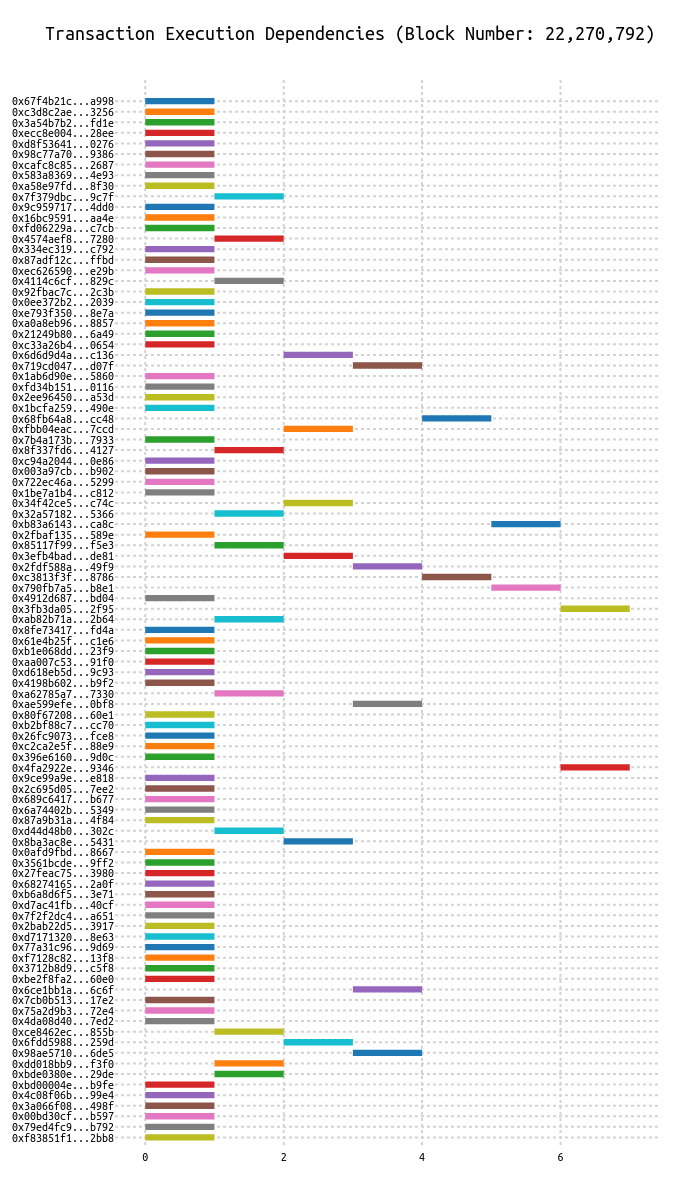 Transaction Execution Dependencies (Block Number: 22,270,792)
0x67f4b21c...a998
0xc3d8c2ae...3256
0x3a54b7b2...fd1e
0xecc8e004...28ee
0xd8f53641...0276
0x98c77a70...9386
0xcafc8c85...2687
0x583a8369...4e93
0xa58e97fd...8f30
0x7f379dbc...9c7f
0x9c959717...4dd0
0x16bc9591...aa4e
0xfd06229a...c7cb
0x4574aef8...7280
0x334ec319...c792
0x87adf12c...ffbd
0xec626590...e29b
0x4114c6cf...829c
0x92fbac7c...2c3b
0x0ee372b2...2039
0xe793f350...8e7a
0xa0a8eb96...8857
0x21249b80...6a49
0xc33a26b4...0654
0x6d6d9d4a...c136
0x719cd047...d07f
0x1ab6d90e...5860
0xfd34b151...0116
0x2ee96450...a53d
0x1bcfa259...490e
0x68fb64a8...cc48
0xfbb04eac...7ccd
0x7b4a173b...7933
0x8f337fd6...4127
0xc94a2044...0e86
0x003a97cb...b902
0x722ec46a...5299
0x1be7a1b4...c812
0x34f42ce5...c74c
0x32a57182...5366
0xb83a6143...ca8c
0x2fbaf135...589e
0x85117f99...f5e3
0x3efb4bad...de81
0x2fdf588a...49f9
0xc3813f3f...8786
0x790fb7a5...b8e1
0x4912d687...bd04
0x3fb3da05...2f95
0xab82b71a...2b64
0x8fe73417...fd4a
0x61e4b25f...c1e6
0xb1e068dd...23f9
0xaa007c53...91f0
0xd618eb5d...9c93
0x4198b602...b9f2
0xa62785a7...7330
0xae599efe...0bf8
0x80f67208...60e1
0xb2bf88c7...cc70
0x26fc9073...fce8
0xc2ca2e5f...88e9
0x396e6160...9d0c
0x4fa2922e...9346
0x9ce99a9e...e818
0x2c695d05...7ee2
0x689c6417...b677
0x6a74402b...5349
0x87a9b31a...4f84
0xd44d48b0...302c
0x8ba3ac8e...5431
0x0afd9fbd...8667
0x3561bcde...9ff2
0x27feac75...3980
0x68274165...2a0f
0xb6a8d6f5...3e71
0xd7ac41fb...40cf
0x7f2f2dc4...a651
0x2bab22d5...3917
0xd7171320...8e63
0x77a31c96...9d69
0xf7128c82...13f8
0x3712b8d9...c5f8
0xbe2f8fa2...60e0
0x6ce1bb1a...6c6f
0x7cb0b513...17e2
0x75a2d9b3...72e4
0x4da08d40...7ed2
0xce8462ec...855b
0x6fdd5988...259d
0x98ae5710...6de5
0xdd018bb9...f3f0
0xbde0380e...29de
0xbd00004e...b9fe
0x4c08f06b...99e4
0x3a066f08...498f
0x00bd30cf...b597
0x79ed4fc9...b792
0xf83851f1...2bb8
0 2 4 6